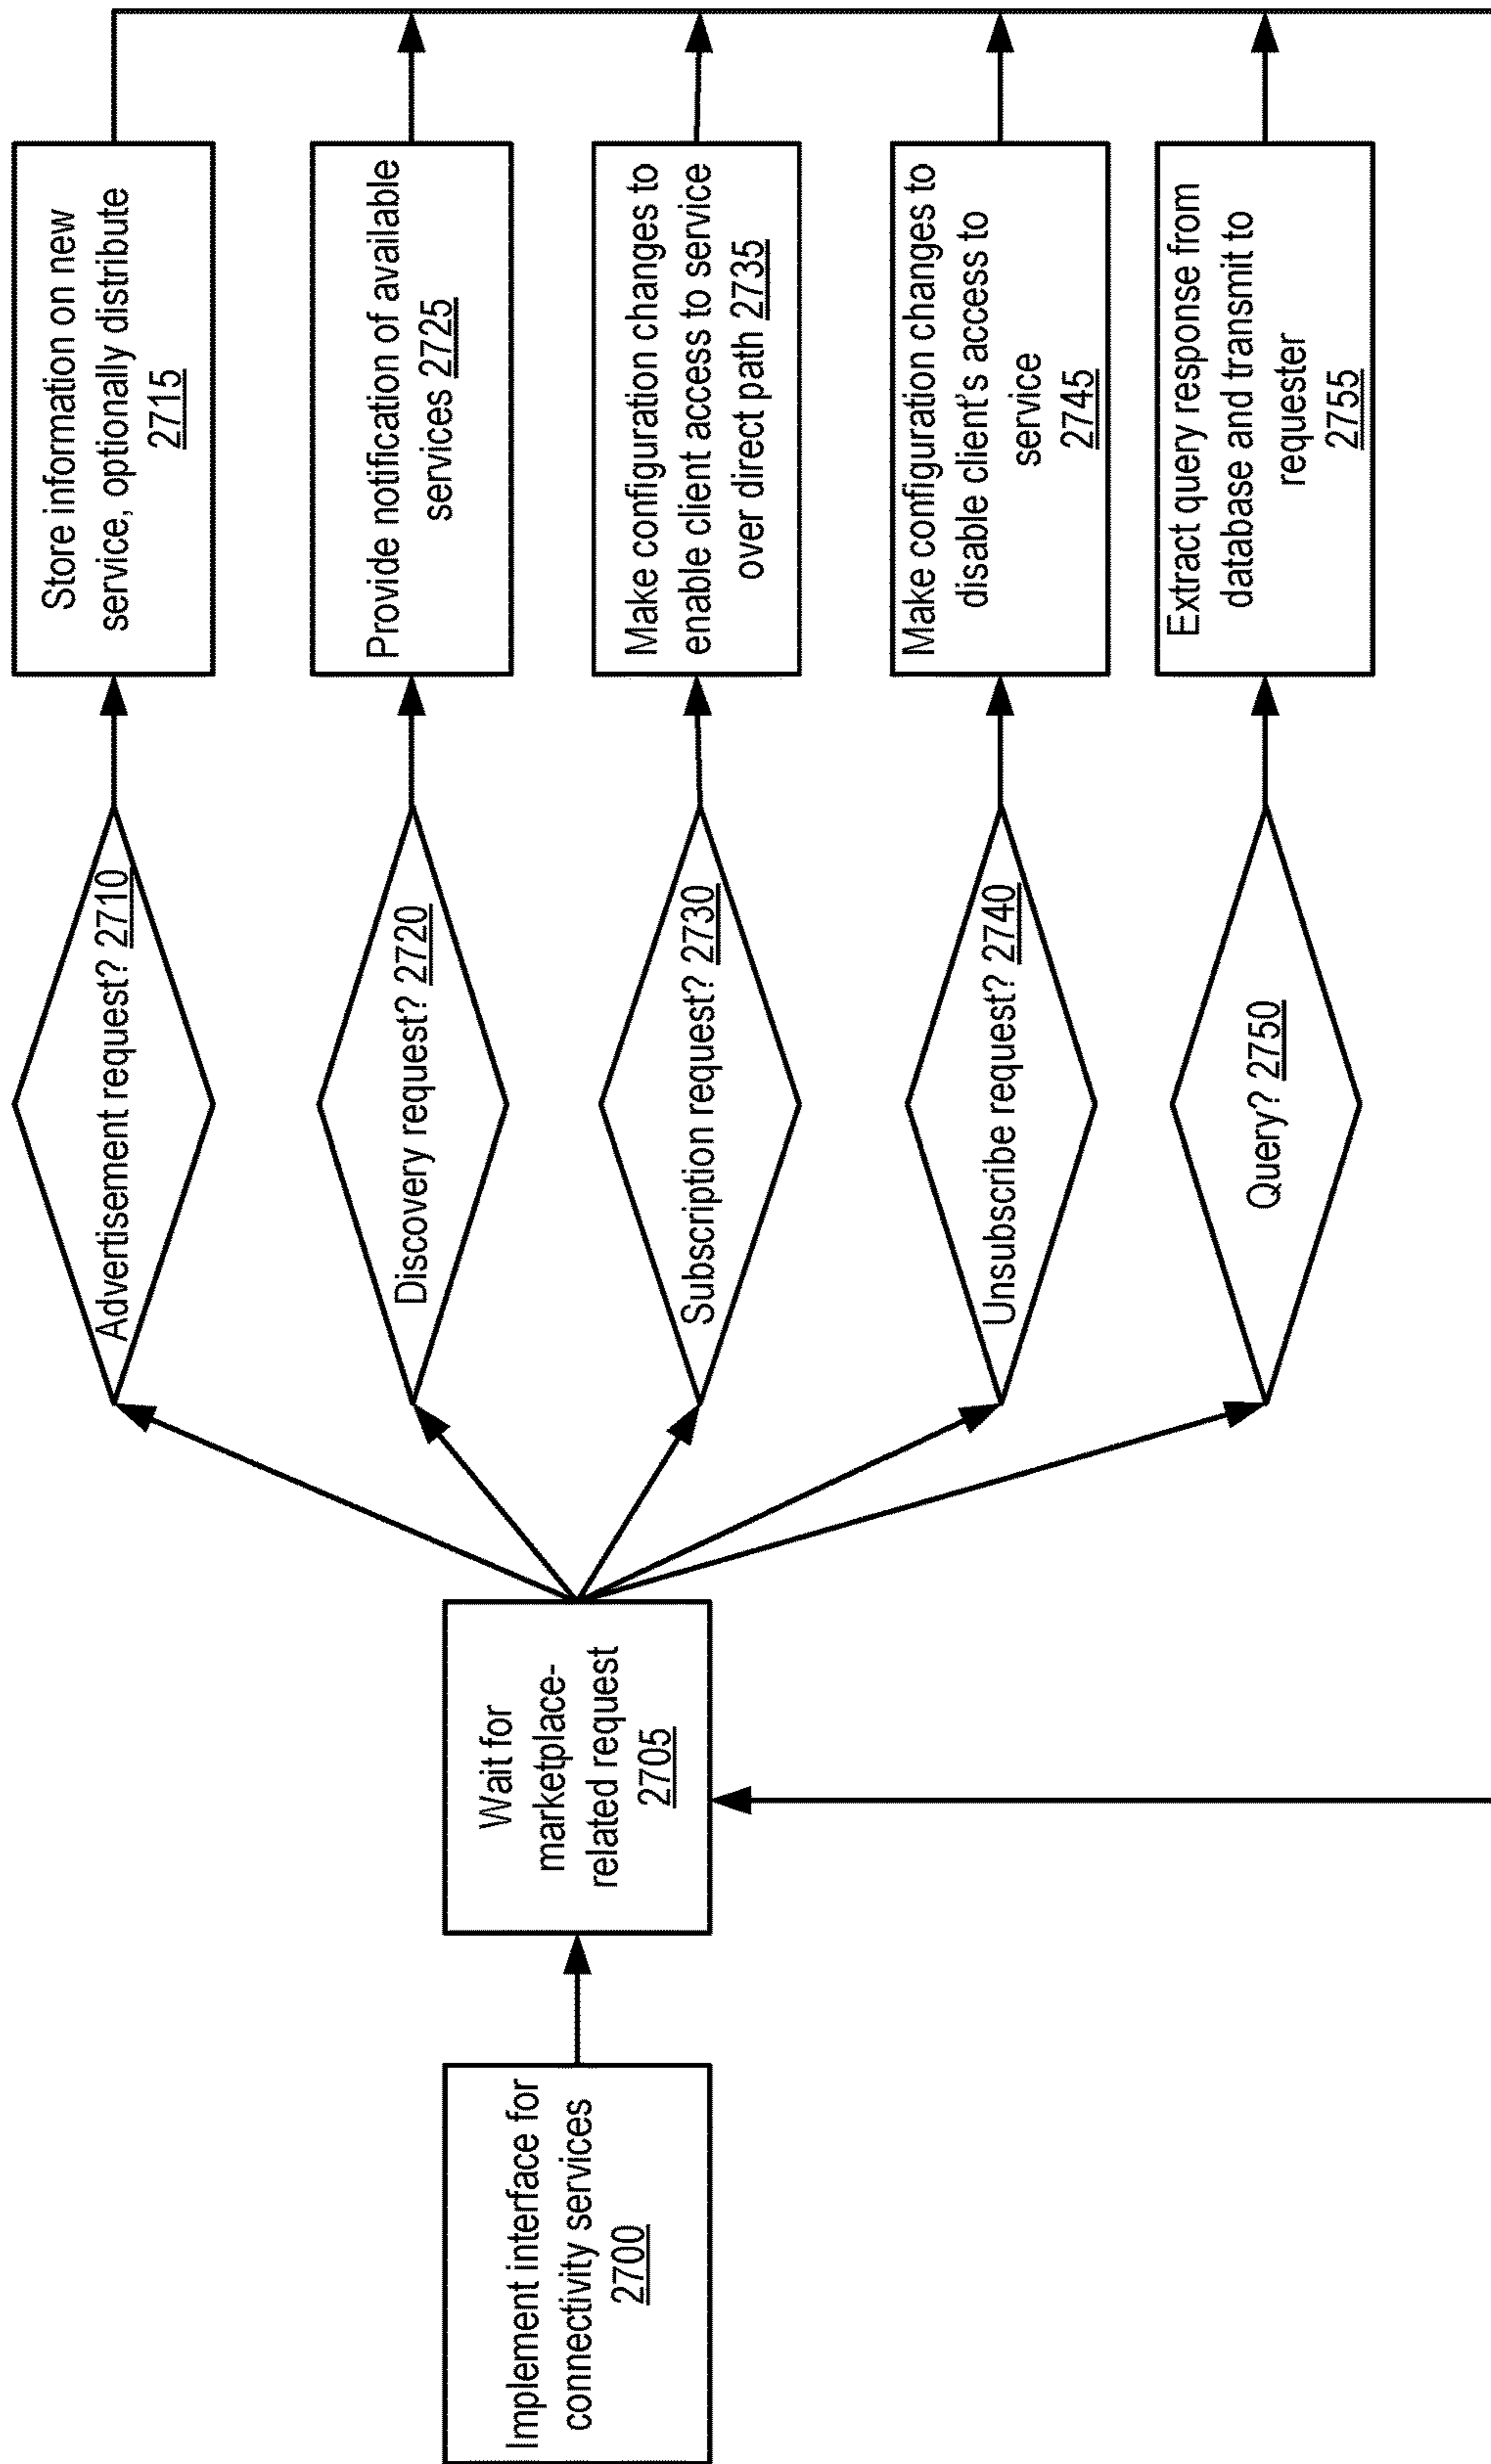 Implement interface for
connectivity services
2700
Wait for
marketplace-
related request
2705
Advertisement request? 2710
Store information on new
service, optionally distribute
2715
Discovery request? 2720
Provide notification of available
services 2725
Subscription request? 2730
Make configuration changes to
enable client access to service
over direct path 2735
Unsubscribe request? 2740
Make configuration changes to
disable client's access to
service
2745
Query? 2750
Extract query response from
database and transmit to
requester
2755